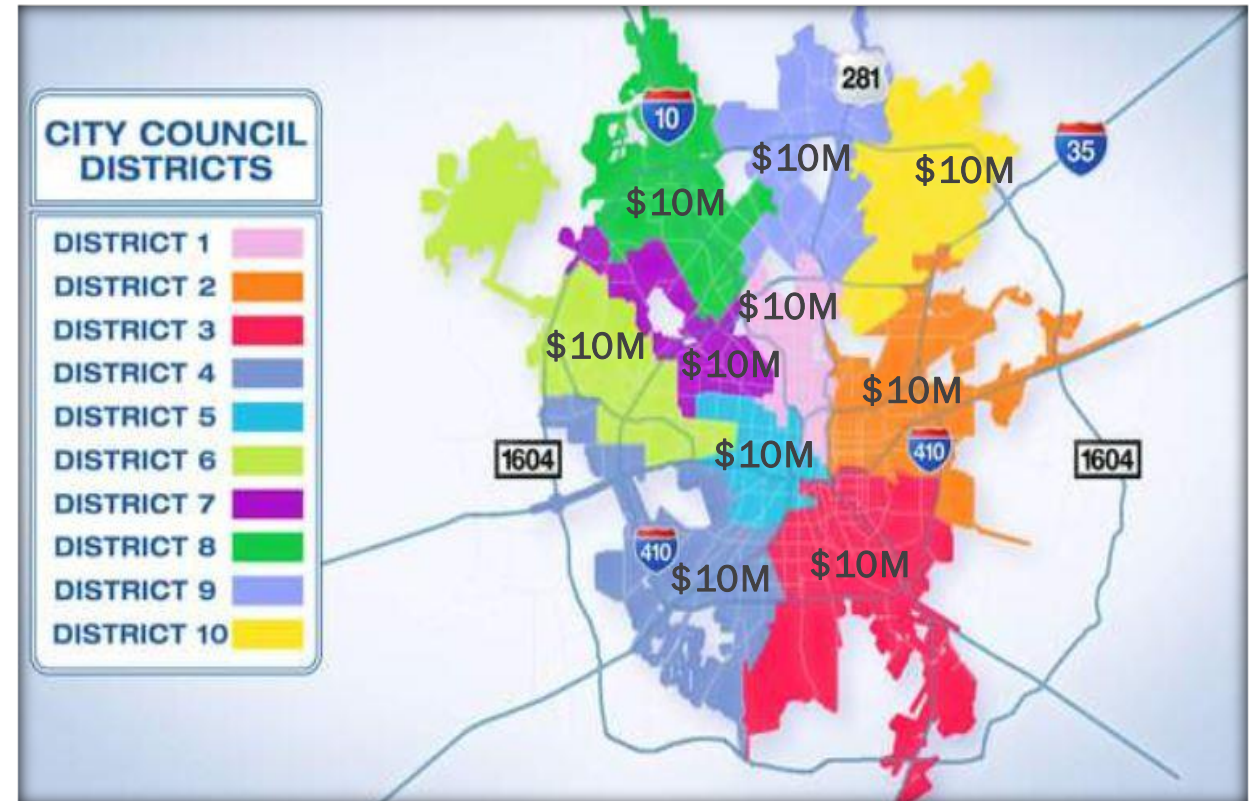 CITY COUNCIL
DISTRICTS
DISTRICT 1
DISTRICT 2
DISTRICT 3
DISTRICT 4
DISTRICT 5
DISTRICT 6
DISTRICT 7
DISTRICT 8
DISTRICT 9
DISTRICT 10
281
10
35
$10M
$10M
$10M
$10M
$10M
$10M
$10M
$10M
410
1604
1604
410
$10M
$10M